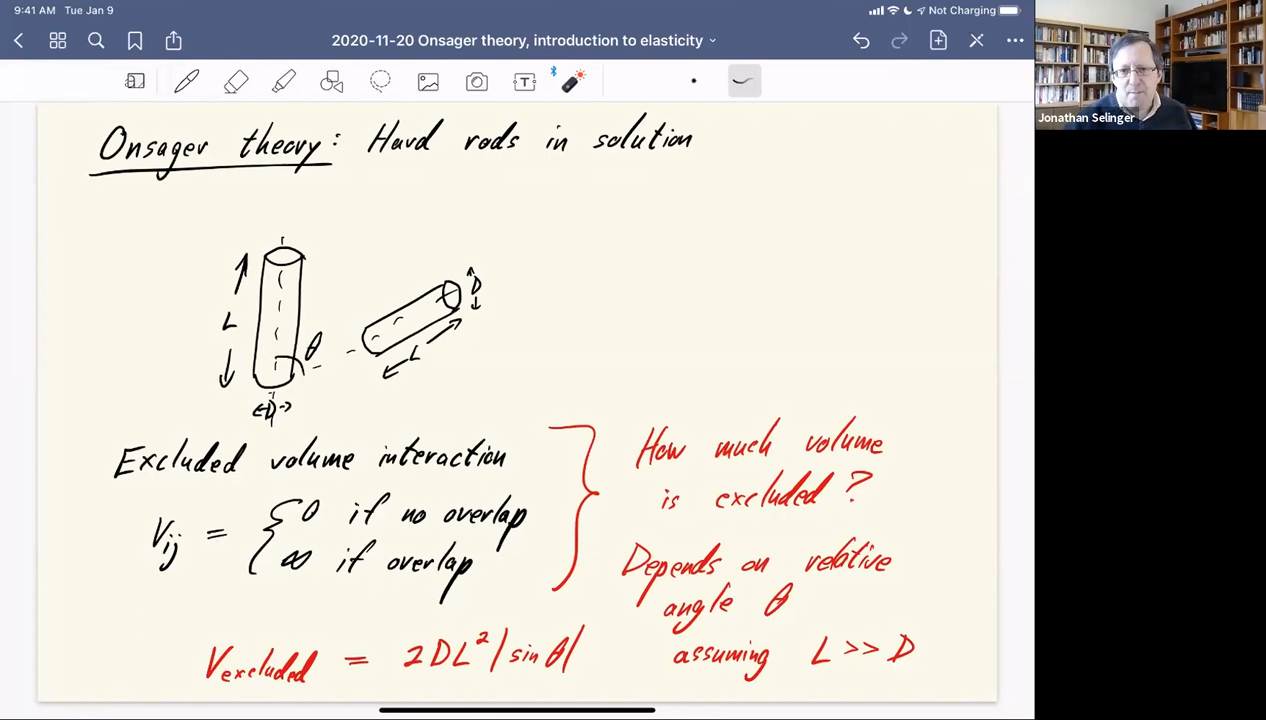 9:41 AM Tue Jan 9
Not Charging
2020-11-20 Onsager theory, introduction to elasticity
Jonathan Selinger
Onsager theory: Hard rods in solution
L
θ
D
D
L
Excluded volume interaction
Vij = { 0 if no overlap
∞ if overlap
How much volume
is excluded?
Depends on relative
angle θ
Vexcluded = 2DL²|sin θ|
assuming L >> D